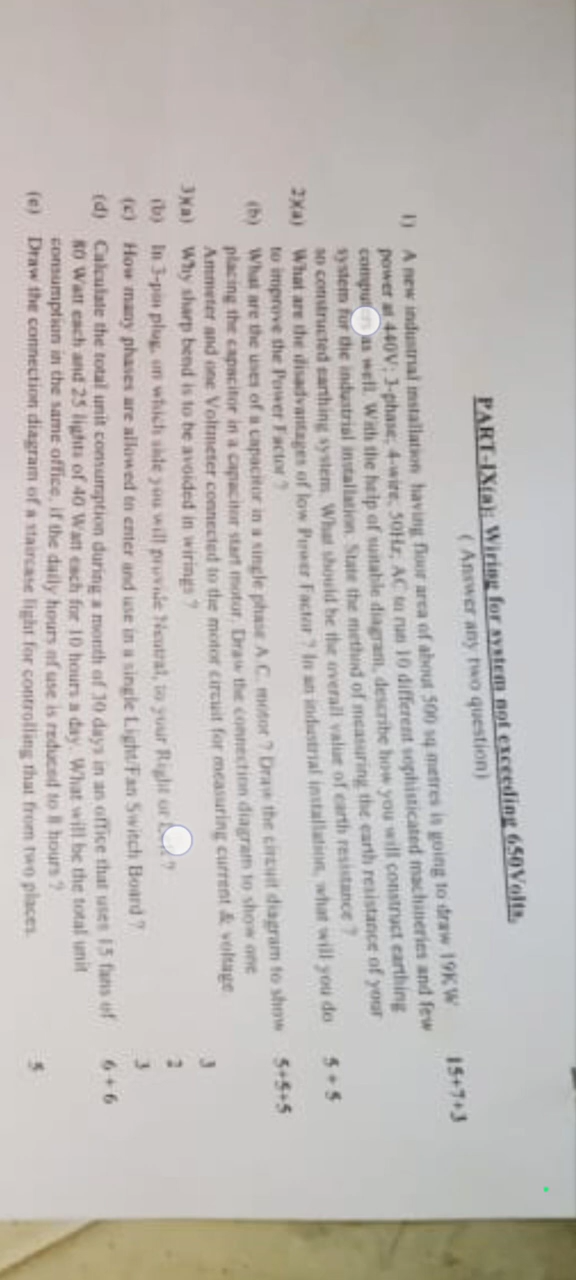 PART-IX(a): Wiring for system not exceeding 650Volts.
( Answer any two question)
1) A new industrial installation having floor area of about 500 sq metres is going to draw 19KW
power at 440V; 3-phase, 4-wire, 50Hz, AC to run 10 different sophisticated machineries and few
as well. With the help of suitable diagram, describe how you will construct earthing
system for the industrial installation. State the method of measuring the earth resistance of your
so constructed earthing system. What should be the overall value of earth resistance ? 15+7+3
2)(a) What are the disadvantages of low Power Factor ? In an industrial installation, what will you do
to improve the Power Factor ? 5+5
(b) What are the uses of a capacitor in a single phase A.C. motor ? Draw the circuit diagram to show
placing the capacitor in a capacitor start motor. Draw the connection diagram to show one
Ammeter and one Voltmeter connected to the motor circuit for measuring current & voltage. 5+5+5
3)(a) Why sharp bend is to be avoided in wirings ? 3
(b) In 3-pin plug, on which side you will provide Neutral, to your Right or ? 2
(c) How many phases are allowed to enter and use in a single Light/Fan Switch Board ? 3
(d) Calculate the total unit consumption during a month of 30 days in an office that uses 15 fans of
80 Watt each and 25 lights of 40 Watt each for 10 hours a day. What will be the total unit
consumption in the same office, if the daily hours of use is reduced to 8 hours ? 6+6
(e) Draw the connection diagram of a staircase light for controlling that from two places. 5